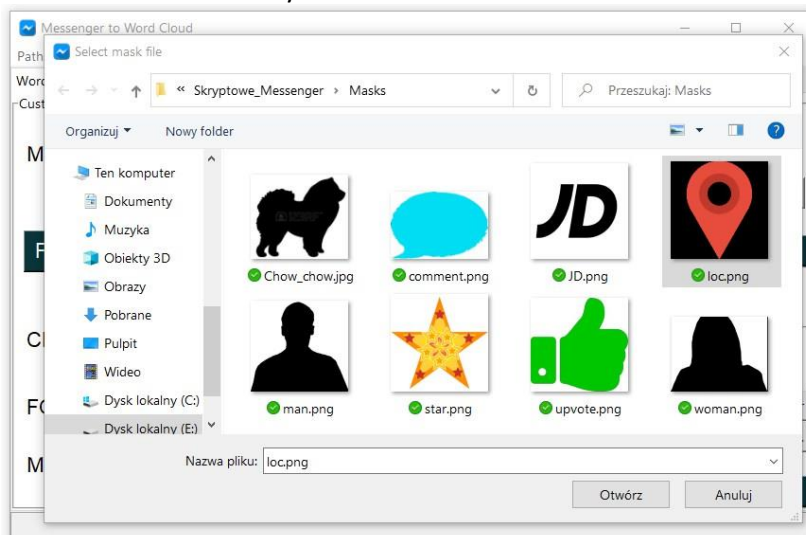 Messenger to Word Cloud
Path
Select mask file
Word
Cust
« Skryptowe_Messenger › Masks
Przeszukaj: Masks
Organizuj
Nowy folder
M
Ten komputer
Dokumenty
Muzyka
Obiekty 3D
Obrazy
Pobrane
Pulpit
Wideo
Dysk lokalny (C:)
Dysk lokalny (E:)
JD
Chow_chow.jpg
comment.png
JD.png
loc.png
man.png
star.png
upvote.png
woman.png
M
Nazwa pliku: loc.png
Otwórz
Anuluj